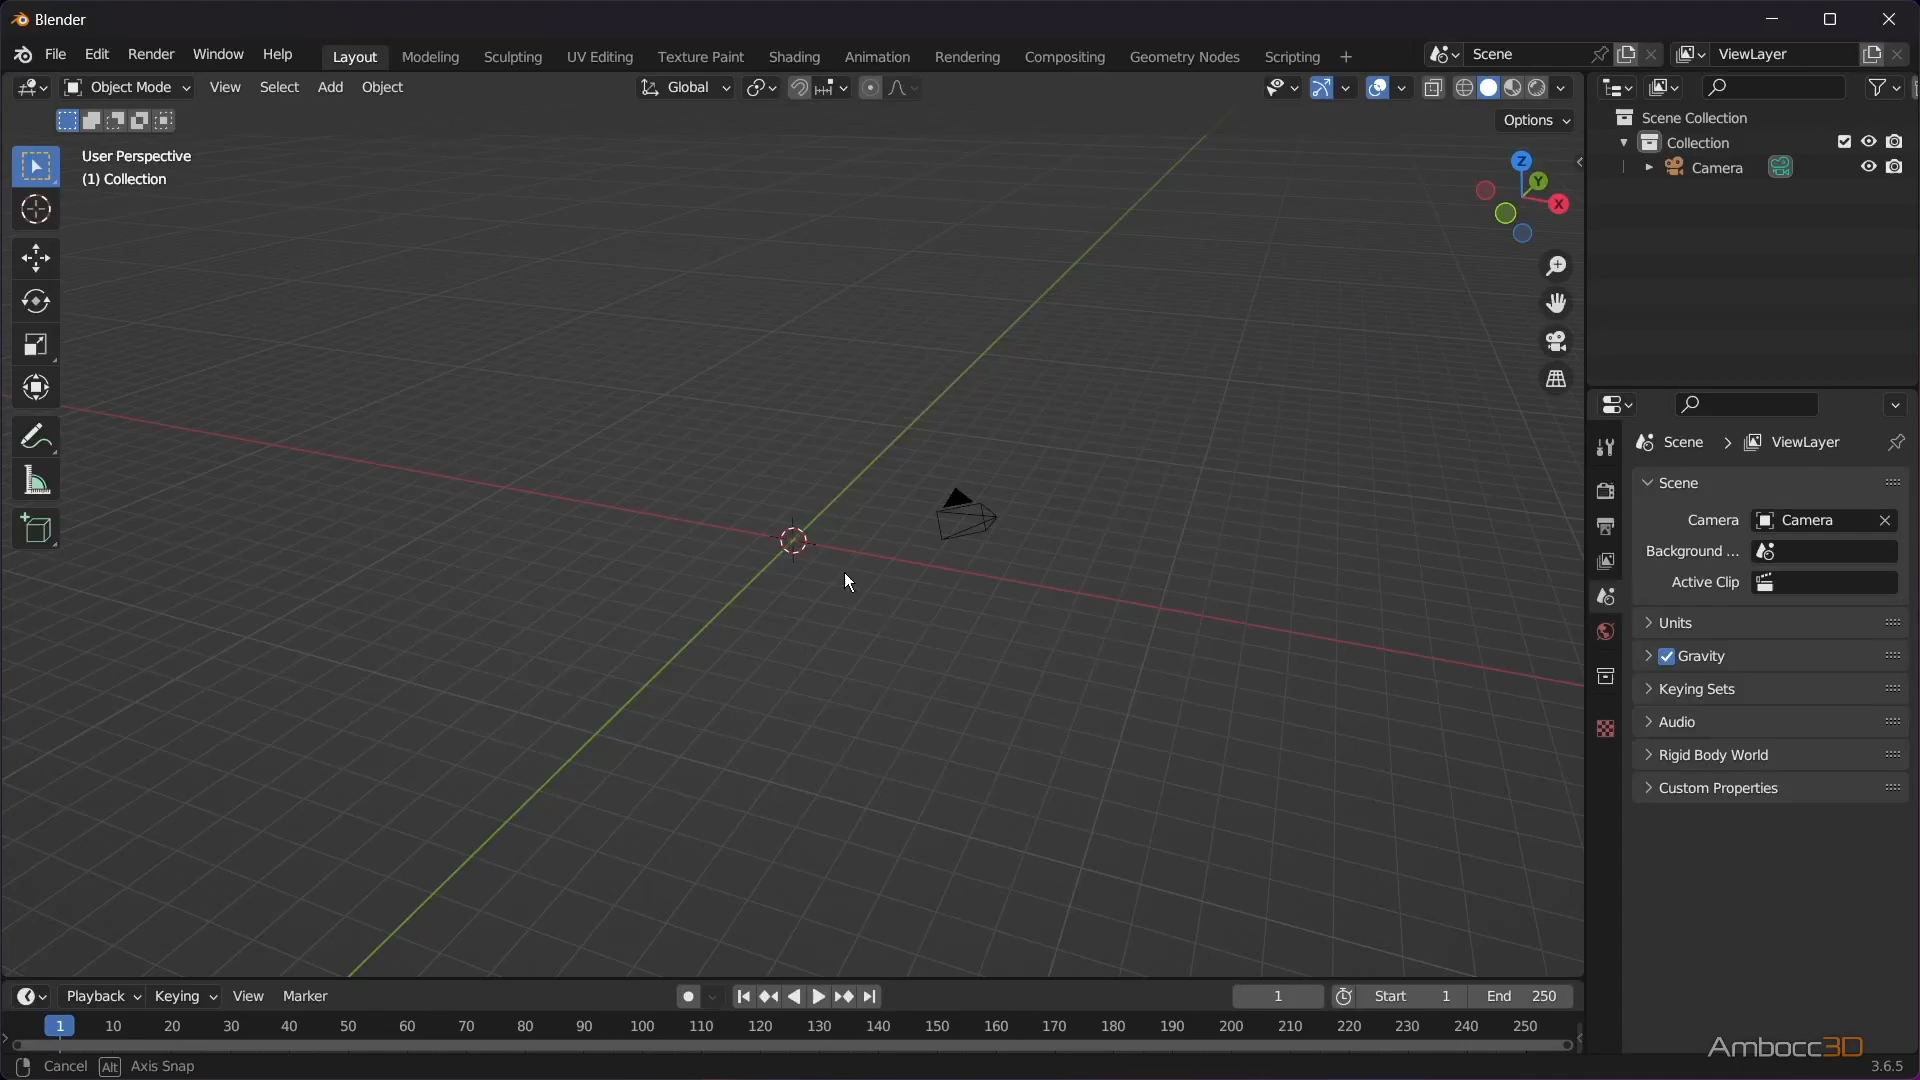 Blender
File Edit Render Window Help Layout Modeling Sculpting UV Editing Texture Paint Shading Animation Rendering Compositing Geometry Nodes Scripting + Scene ViewLayer
Object Mode View Select Add Object Global
Options
User Perspective
(1) Collection
Z
Y
X
Scene Collection
Collection
Camera
Scene > ViewLayer
Scene
Camera Camera
Background ...
Active Clip
Units
Gravity
Keying Sets
Audio
Rigid Body World
Custom Properties
Playback Keying View Marker 1 Start 1 End 250
1 10 20 30 40 50 60 70 80 90 100 110 120 130 140 150 160 170 180 190 200 210 220 230 240 250
Cancel Alt Axis Snap
Ambocc3D
3.6.5